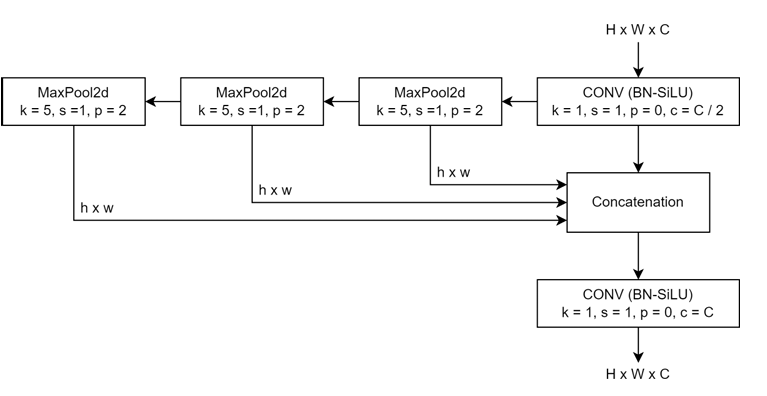 H x W x C
MaxPool2d
k = 5, s =1, p = 2
MaxPool2d
k = 5, s =1, p = 2
MaxPool2d
k = 5, s =1, p = 2
CONV (BN-SiLU)
k = 1, s = 1, p = 0, c = C / 2
h x w
h x w
h x w
Concatenation
CONV (BN-SiLU)
k = 1, s = 1, p = 0, c = C
H x W x C